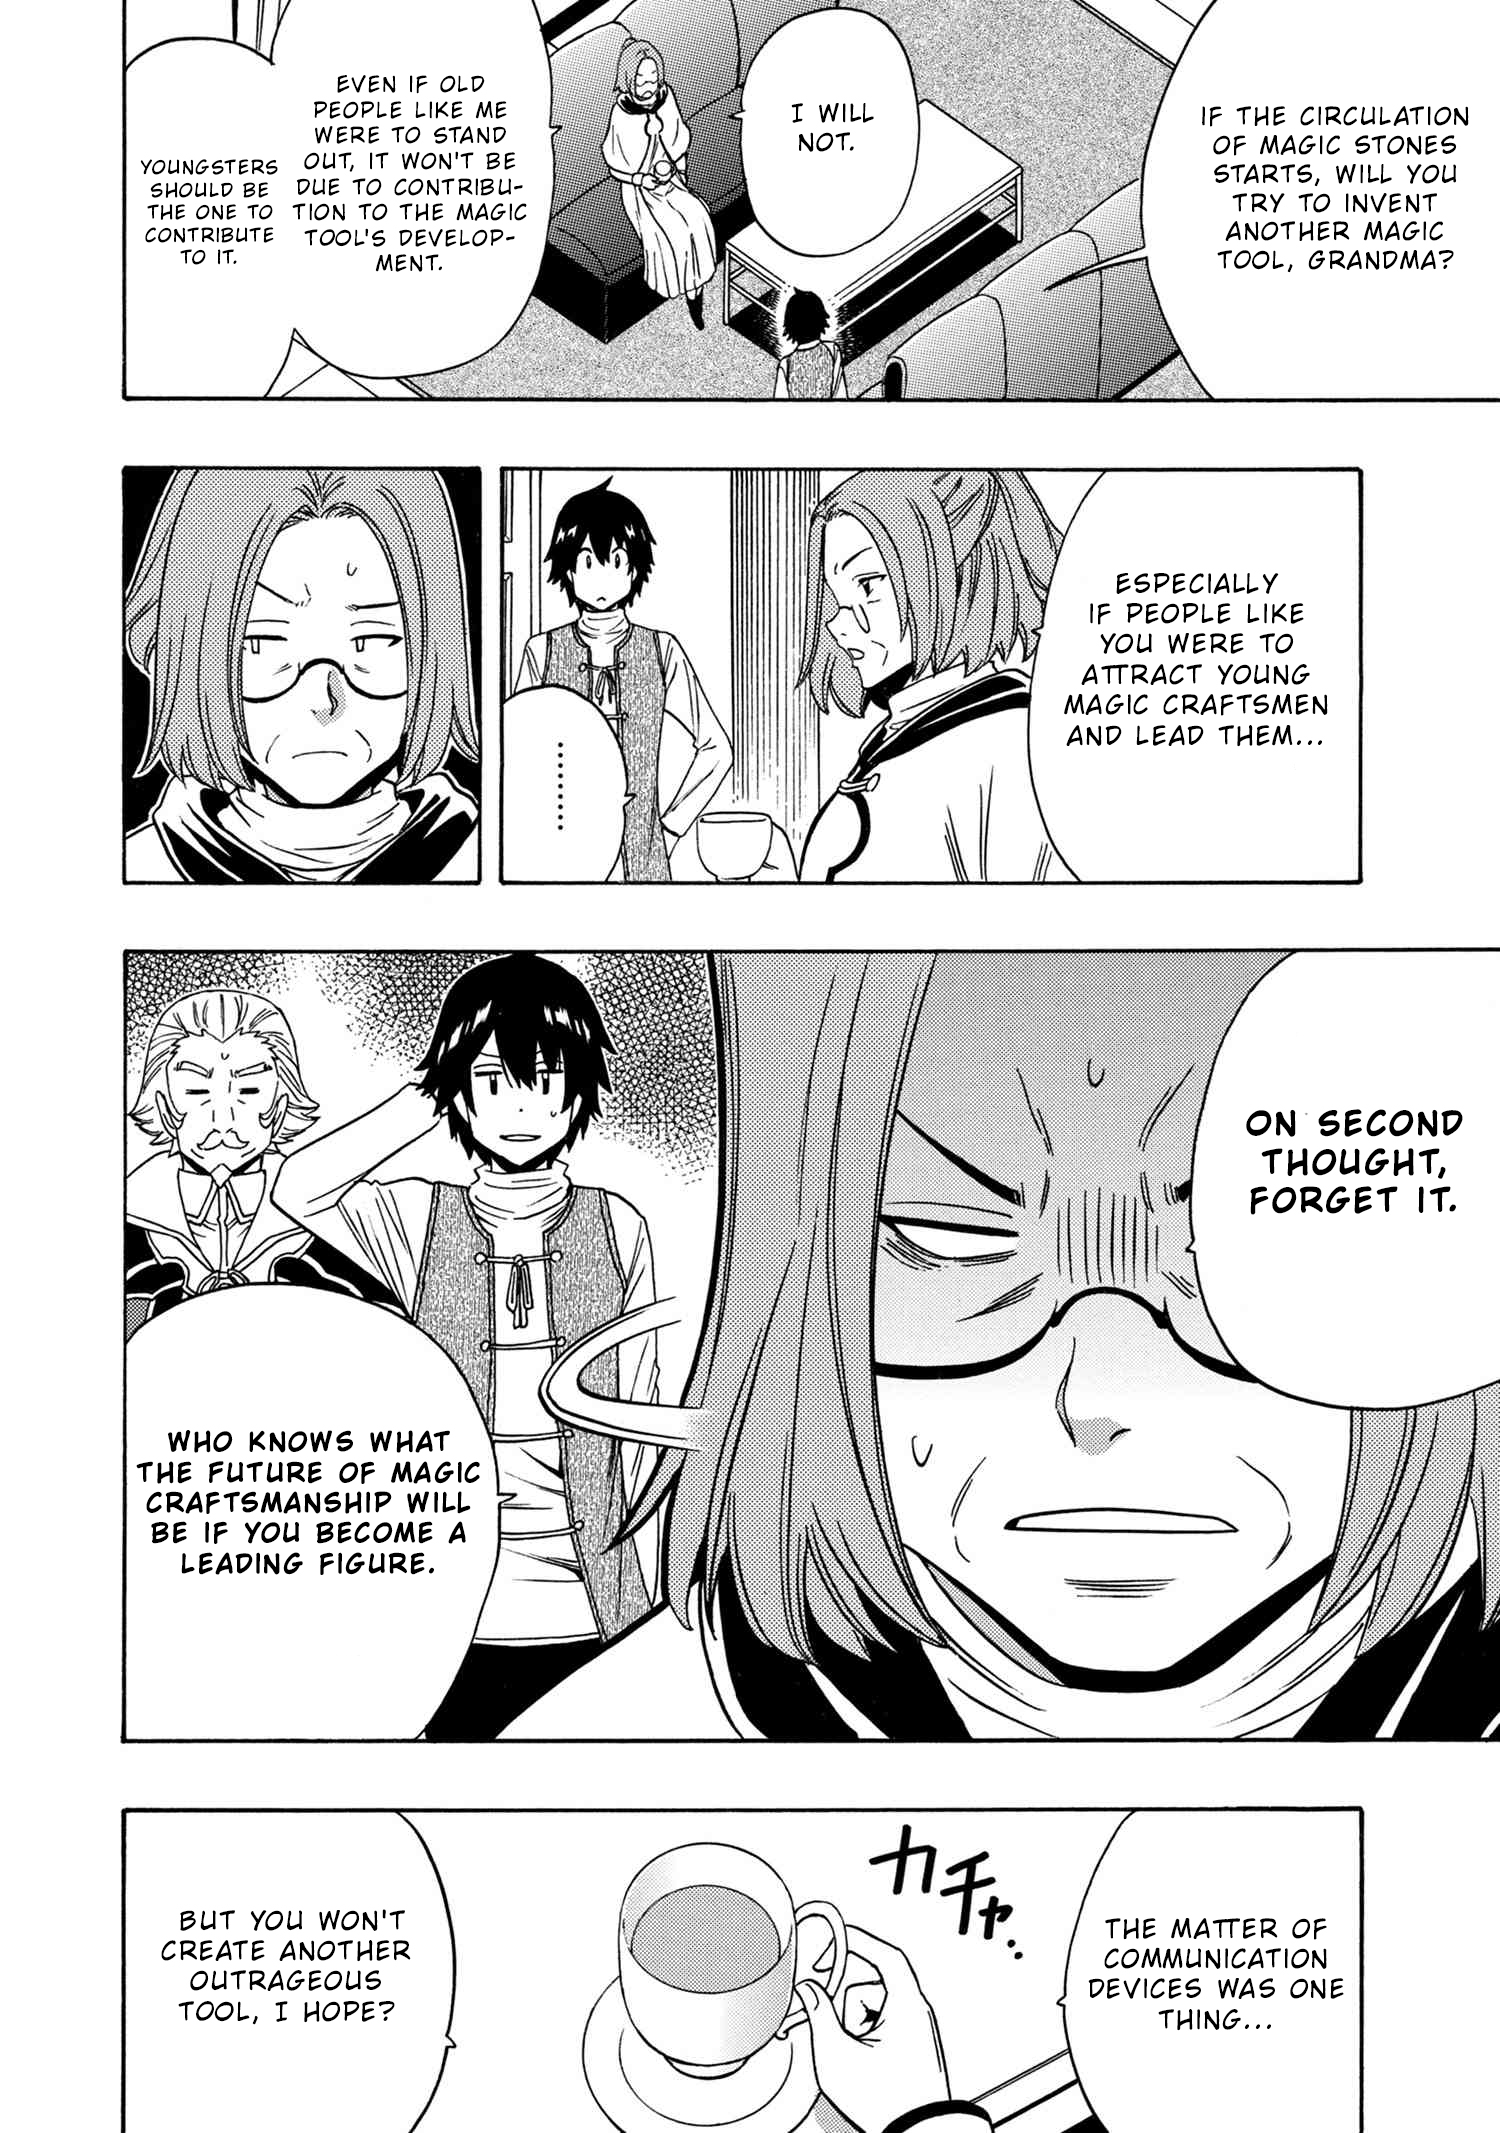 IF THE CIRCULATION
OF MAGIC STONES
STARTS, WILL YOU
TRY TO INVENT
ANOTHER MAGIC
TOOL, GRANDMA?
I WILL
NOT.
EVEN IF OLD
PEOPLE LIKE ME
WERE TO STAND
OUT, IT WON'T BE
DUE TO CONTRIBU-
TION TO THE MAGIC
TOOL'S DEVELOP-
MENT.
YOUNGSTERS
SHOULD BE
THE ONE TO
CONTRIBUTE
TO IT.
ESPECIALLY
IF PEOPLE LIKE
YOU WERE TO
ATTRACT YOUNG
MAGIC CRAFTSMEN
AND LEAD THEM...
.........
ON SECOND
THOUGHT,
FORGET IT.
WHO KNOWS WHAT
THE FUTURE OF MAGIC
CRAFTSMANSHIP WILL
BE IF YOU BECOME A
LEADING FIGURE.
THE MATTER OF
COMMUNICATION
DEVICES WAS ONE
THING...
カチャ..
BUT YOU WON'T
CREATE ANOTHER
OUTRAGEOUS
TOOL, I HOPE?